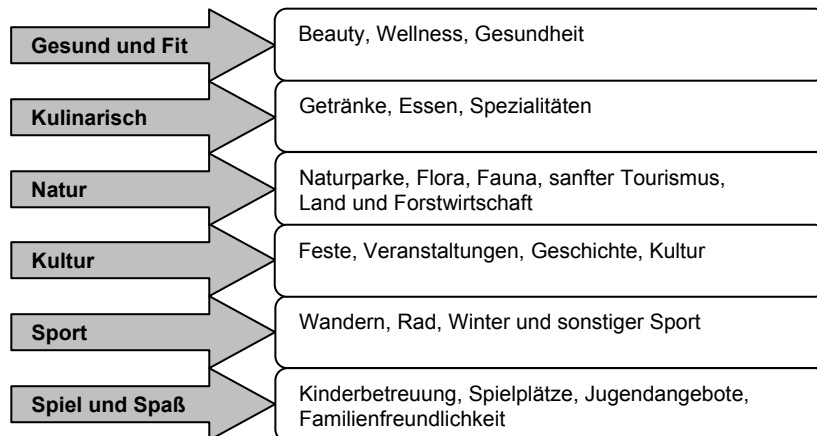 Gesund und Fit
Beauty, Wellness, Gesundheit
Kulinarisch
Getränke, Essen, Spezialitäten
Natur
Naturparke, Flora, Fauna, sanfter Tourismus,
Land und Forstwirtschaft
Kultur
Feste, Veranstaltungen, Geschichte, Kultur
Sport
Wandern, Rad, Winter und sonstiger Sport
Spiel und Spaß
Kinderbetreuung, Spielplätze, Jugendangebote,
Familienfreundlichkeit